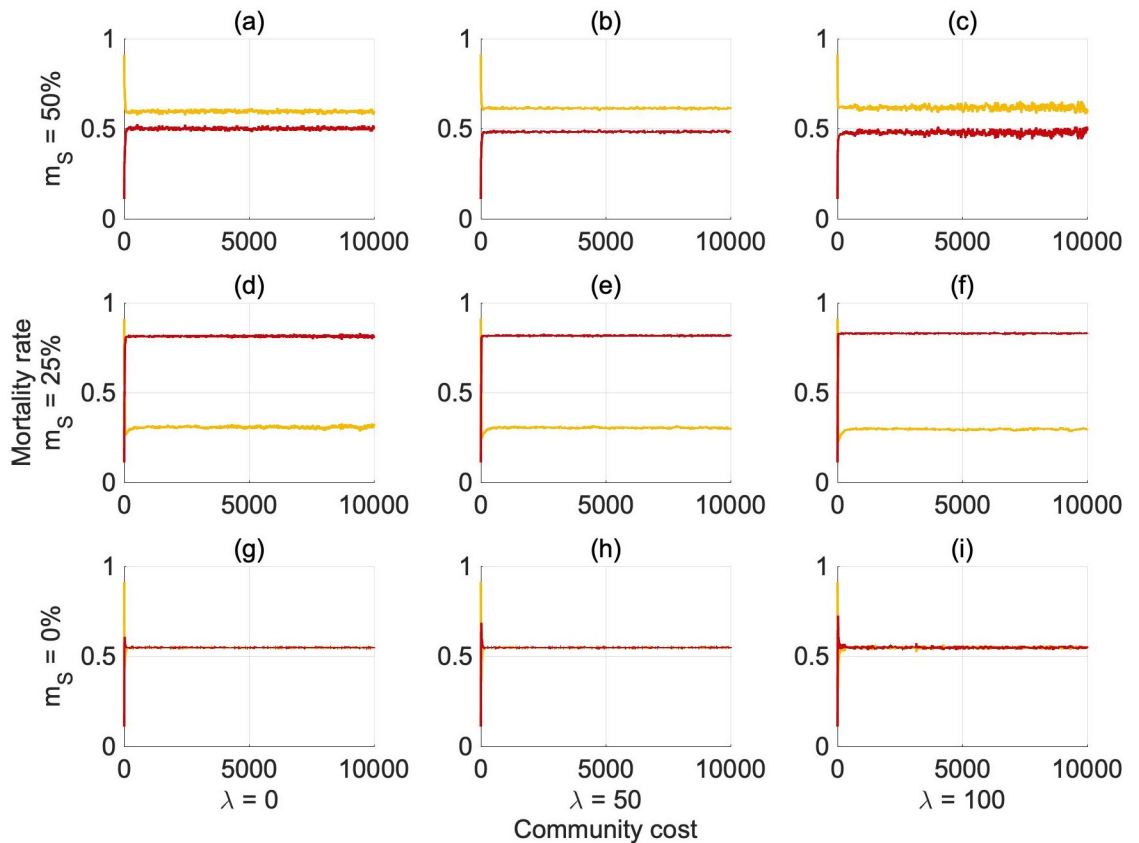 (a) (b) (c)
1 1 1
m_S = 50%
0.5 0.5 0.5
0 0 0
0 5000 10000 0 5000 10000 0 5000 10000
(d) (e) (f)
1 1 1
Mortality rate
m_S = 25%
0.5 0.5 0.5
0 0 0
0 5000 10000 0 5000 10000 0 5000 10000
(g) (h) (i)
1 1 1
m_S = 0%
0.5 0.5 0.5
0 0 0
0 5000 10000 0 5000 10000 0 5000 10000
λ = 0 λ = 50 λ = 100
Community cost